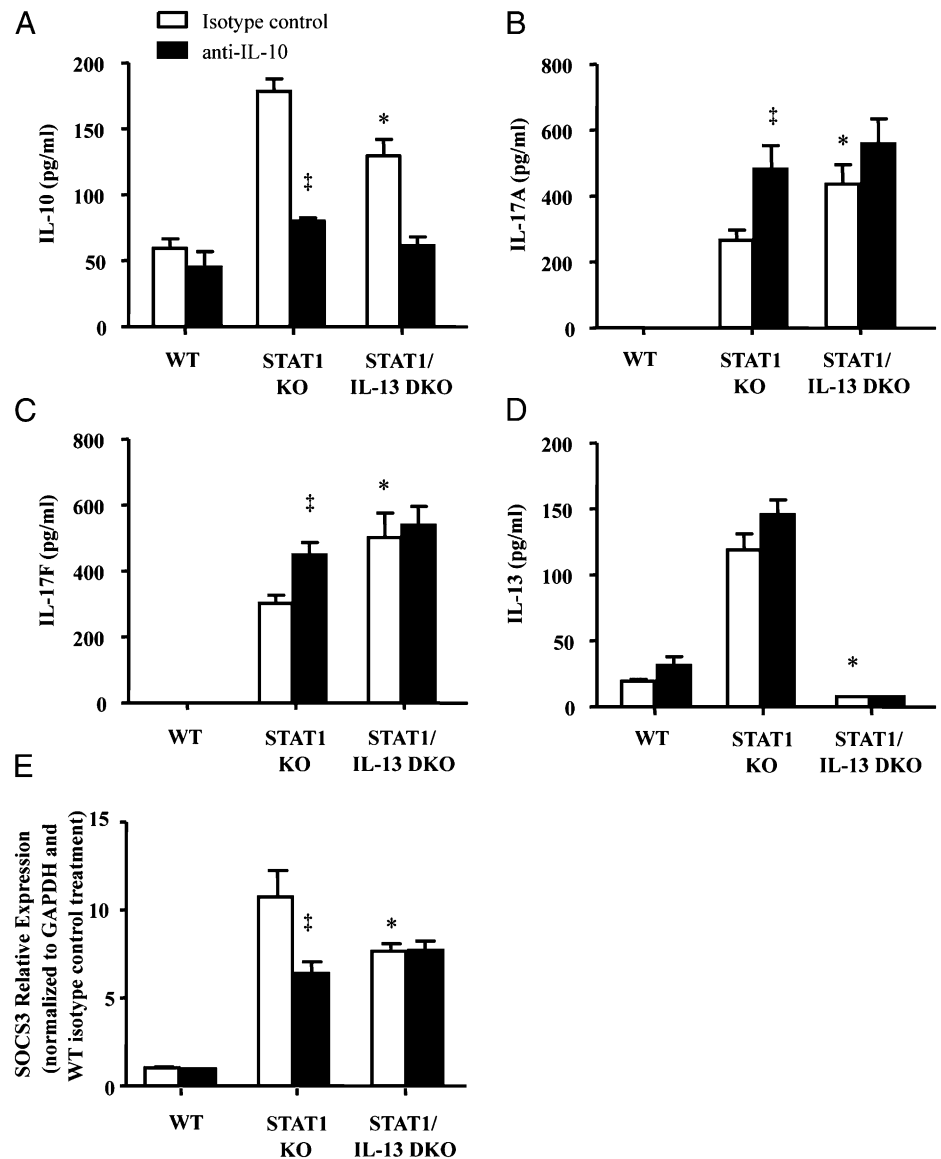 A
Isotype control
anti-IL-10
IL-10 (pg/ml)
200
150
100
50
0
‡
*
WT
STAT1
KO
STAT1/
IL-13 DKO
B
IL-17A (pg/ml)
800
600
400
200
0
‡
*
WT
STAT1
KO
STAT1/
IL-13 DKO
C
IL-17F (pg/ml)
800
600
400
200
0
‡
*
WT
STAT1
KO
STAT1/
IL-13 DKO
D
IL-13 (pg/ml)
200
150
100
50
0
*
WT
STAT1
KO
STAT1/
IL-13 DKO
E
SOCS3 Relative Expression
(normalized to GAPDH and
WT isotype control treatment)
15
10
5
0
‡
*
WT
STAT1
KO
STAT1/
IL-13 DKO